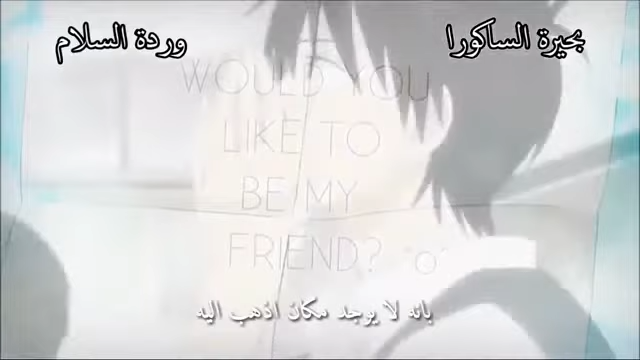 بحيرة الساكورا
وردة السلام
WOULD YOU
LIKE TO
BE MY
FRIEND? "o"
بانه لا يوجد مكان اذهب اليه